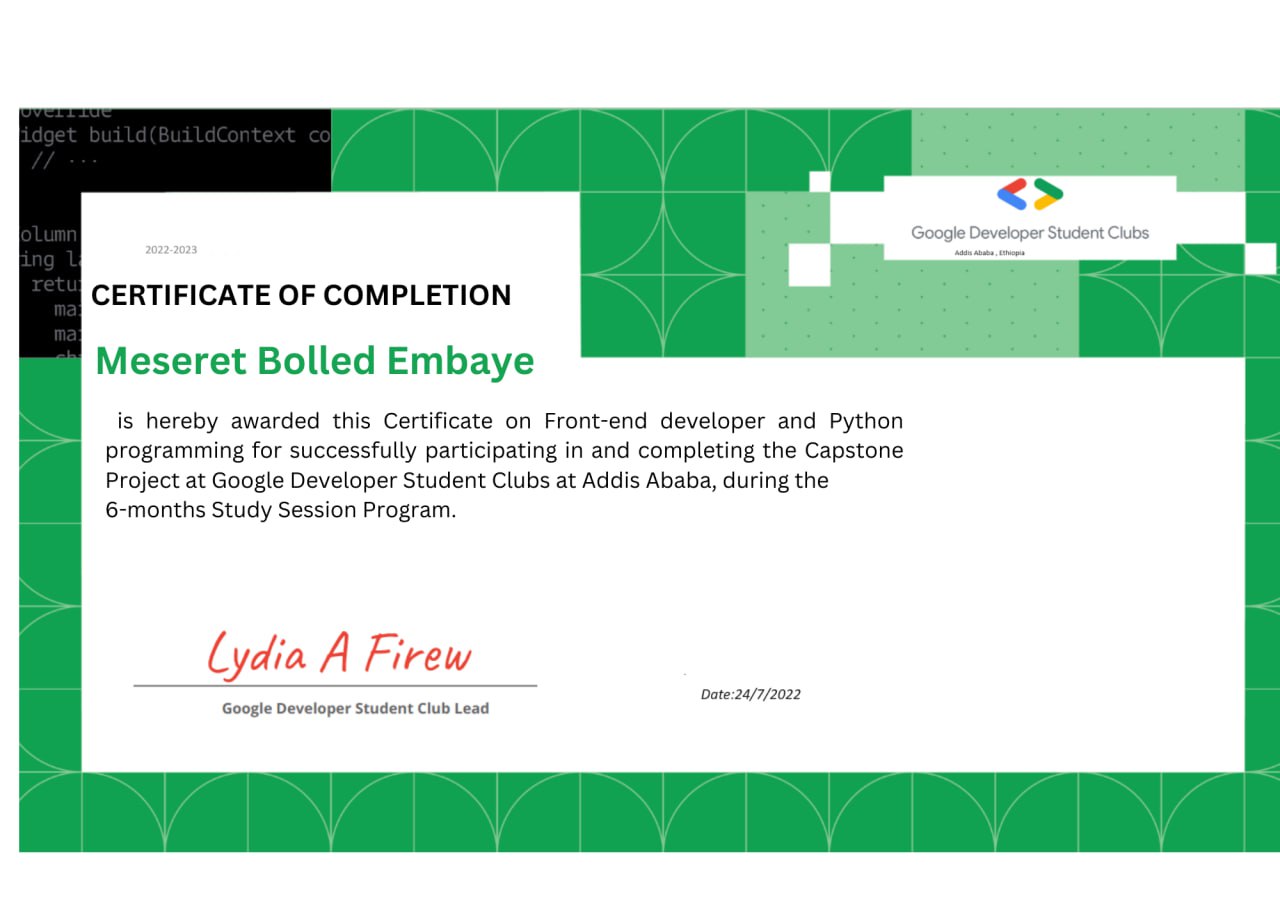 override
idget build(BuildContext co
// ...
olumn
ing la
retu
ma
ma
Google Developer Student Clubs
Addis Ababa , Ethiopia
2022-2023
CERTIFICATE OF COMPLETION
Meseret Bolled Embaye
is hereby awarded this Certificate on Front-end developer and Python
programming for successfully participating in and completing the Capstone
Project at Google Developer Student Clubs at Addis Ababa, during the
6-months Study Session Program.
Lydia A Firew
Google Developer Student Club Lead
Date:24/7/2022